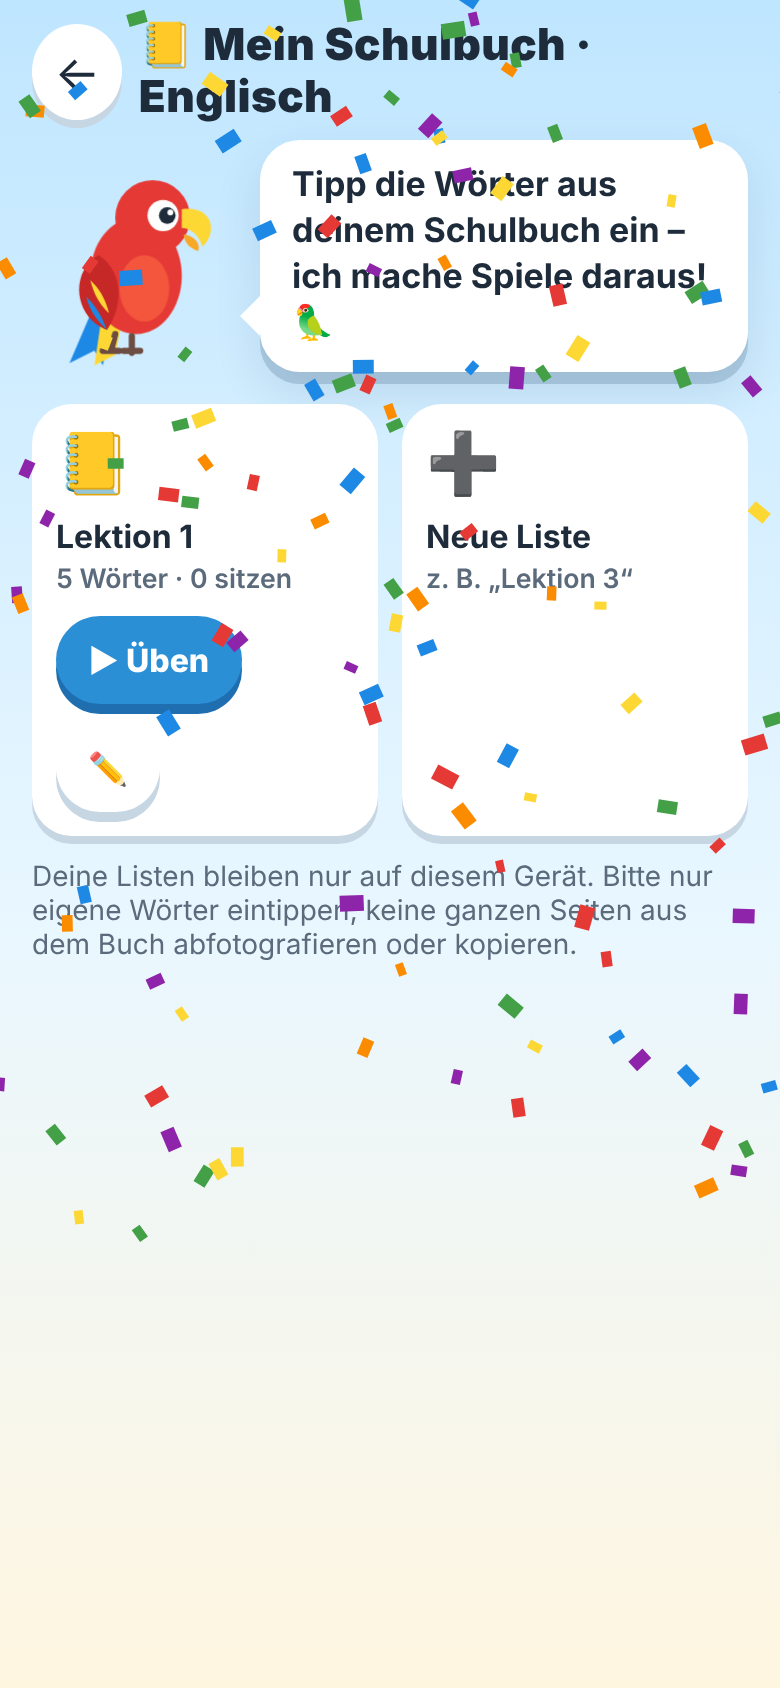 Mein Schulbuch ·
Englisch
Tipp die Wörter aus
deinem Schulbuch ein –
ich mache Spiele daraus!
Lektion 1
5 Wörter · 0 sitzen
▶ Üben
Neue Liste
z. B. „Lektion 3“
Deine Listen bleiben nur auf diesem Gerät. Bitte nur
eigene Wörter eintippen, keine ganzen Seiten aus
dem Buch abfotografieren oder kopieren.